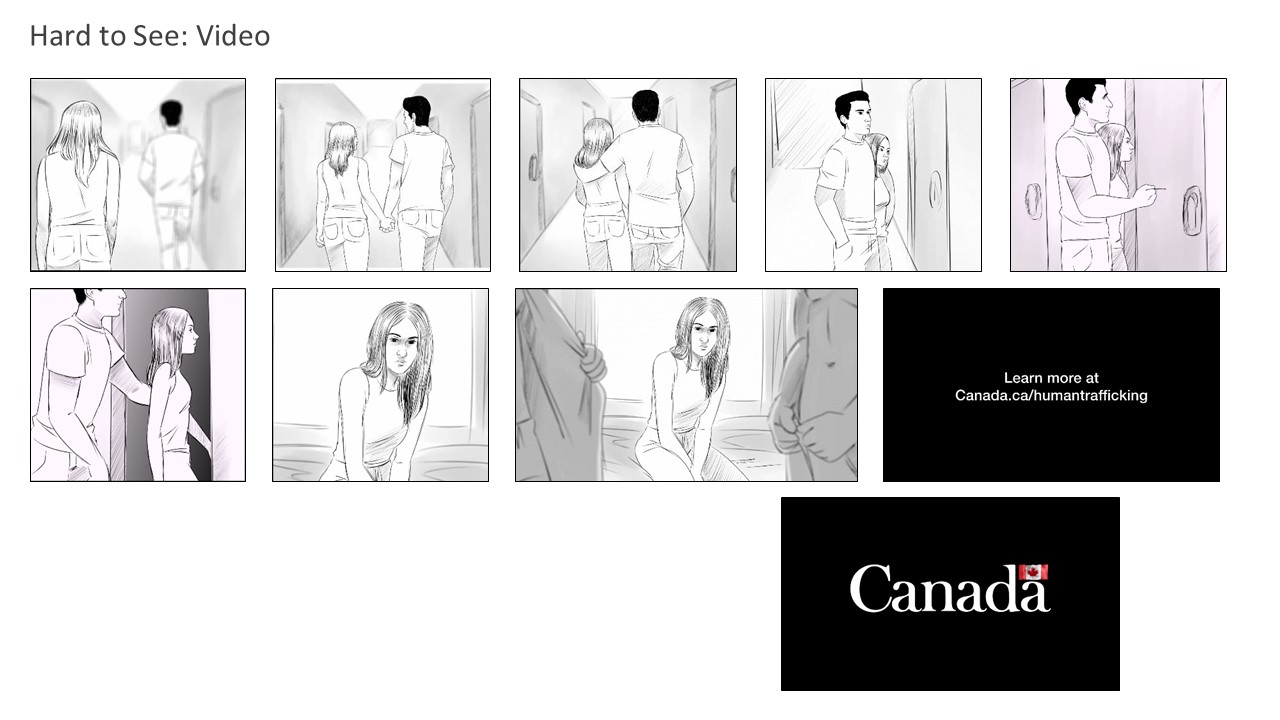 Hard to See: Video
Learn more at
Canada.ca/humantrafficking
Canada